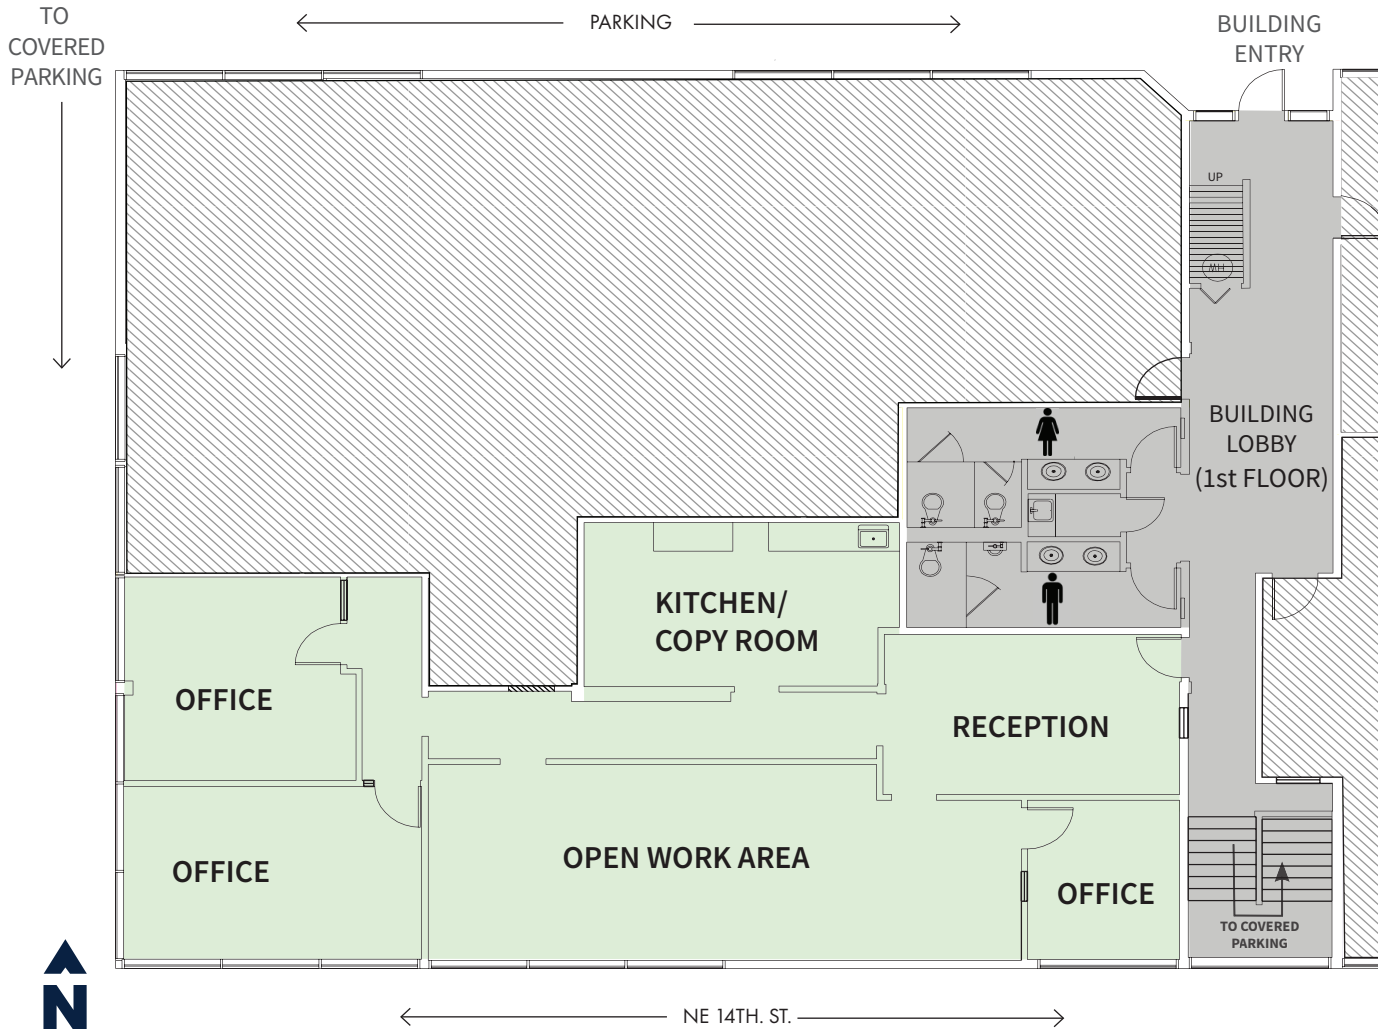 TO
COVERED
PARKING
PARKING
BUILDING
ENTRY
UP
WH
BUILDING
LOBBY
(1st FLOOR)
KITCHEN/
COPY ROOM
OFFICE
RECEPTION
OFFICE
OPEN WORK AREA
OFFICE
TO COVERED
PARKING
N
NE 14TH. ST.